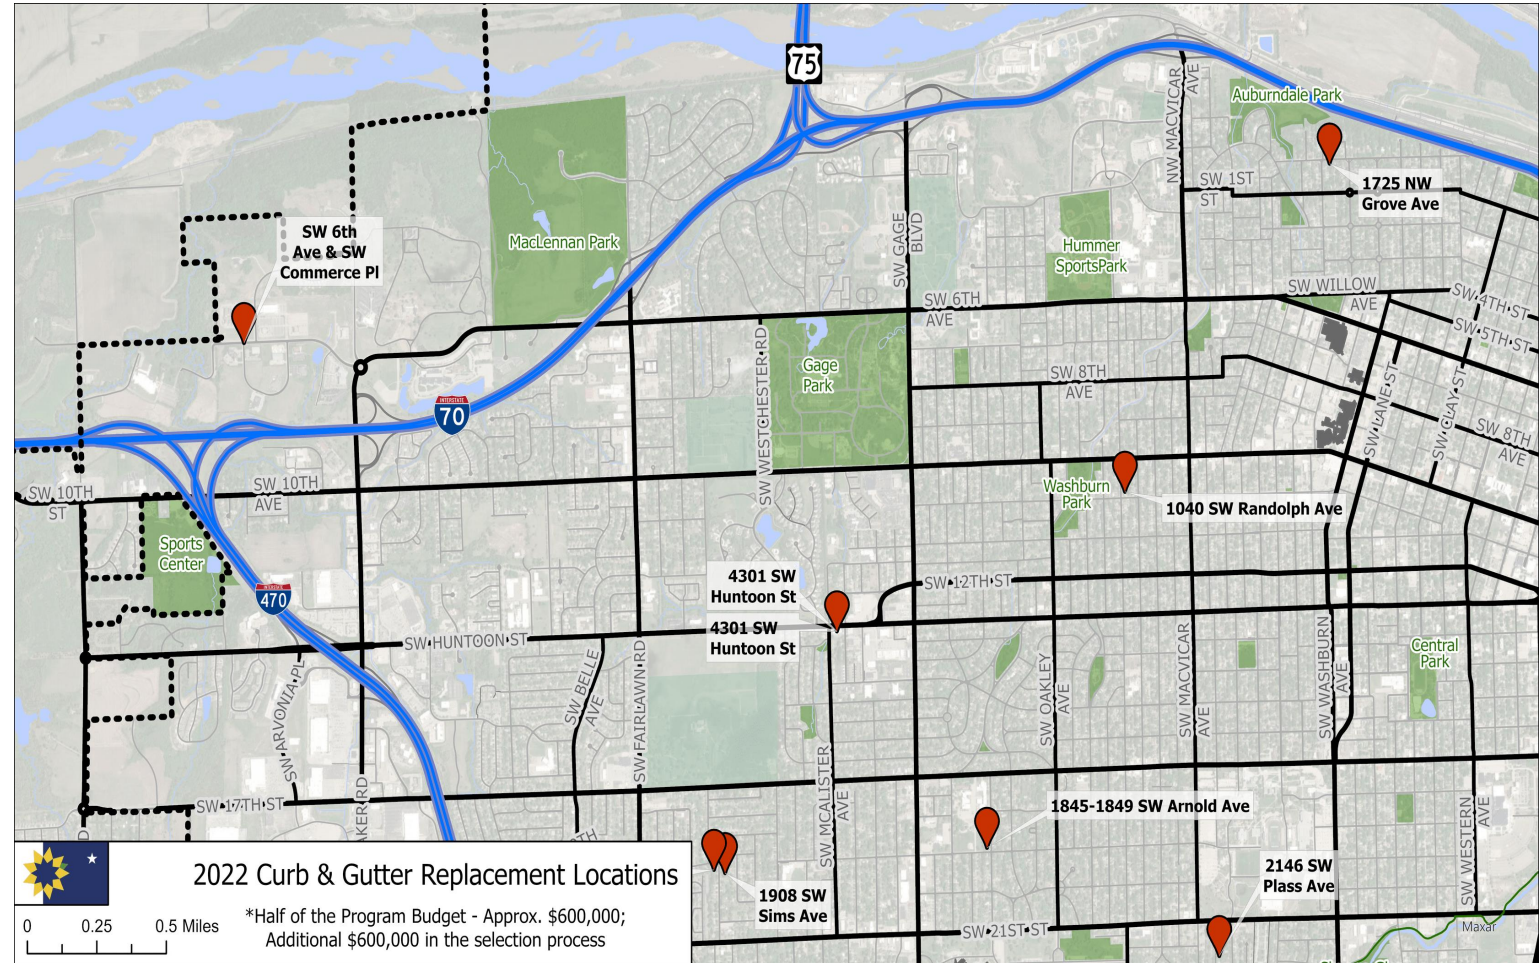 75
NW MACVICAR
AVE
Auburndale Park
SW 1ST
ST
1725 NW
Grove Ave
SW 6th
Ave & SW
Commerce Pl
MacLennan Park
SW GAGE
BLVD
Hummer
SportsPark
SW 6TH
AVE
SW WILLOW
AVE
SW 4TH ST
SW 5TH ST
SW WESTCHESTER RD
Gage
Park
SW 8TH
AVE
INTERSTATE
70
SW LANE ST
SW CLAY ST
SW 8TH
AVE
SW 10TH
ST
SW 10TH
AVE
Washburn
Park
1040 SW Randolph Ave
Sports
Center
INTERSTATE
470
4301 SW
Huntoon St
SW 12TH ST
4301 SW
Huntoon St
SW HUNTOON ST
SW ARVONIA PL
SW BELLE
AVE
SW FAIRLAWN RD
SW OAKLEY
AVE
SW MACVICAR
AVE
SW WASHBURN
AVE
Central
Park
SW MCALISTER
AVE
SW 17TH ST
AKER RD
D
TH
1845-1849 SW Arnold Ave
SW WESTERN
AVE
2146 SW
Plass Ave
1908 SW
Sims Ave
SW 21ST ST
Maxar
2022 Curb & Gutter Replacement Locations
*Half of the Program Budget - Approx. $600,000;
Additional $600,000 in the selection process
0 0.25 0.5 Miles